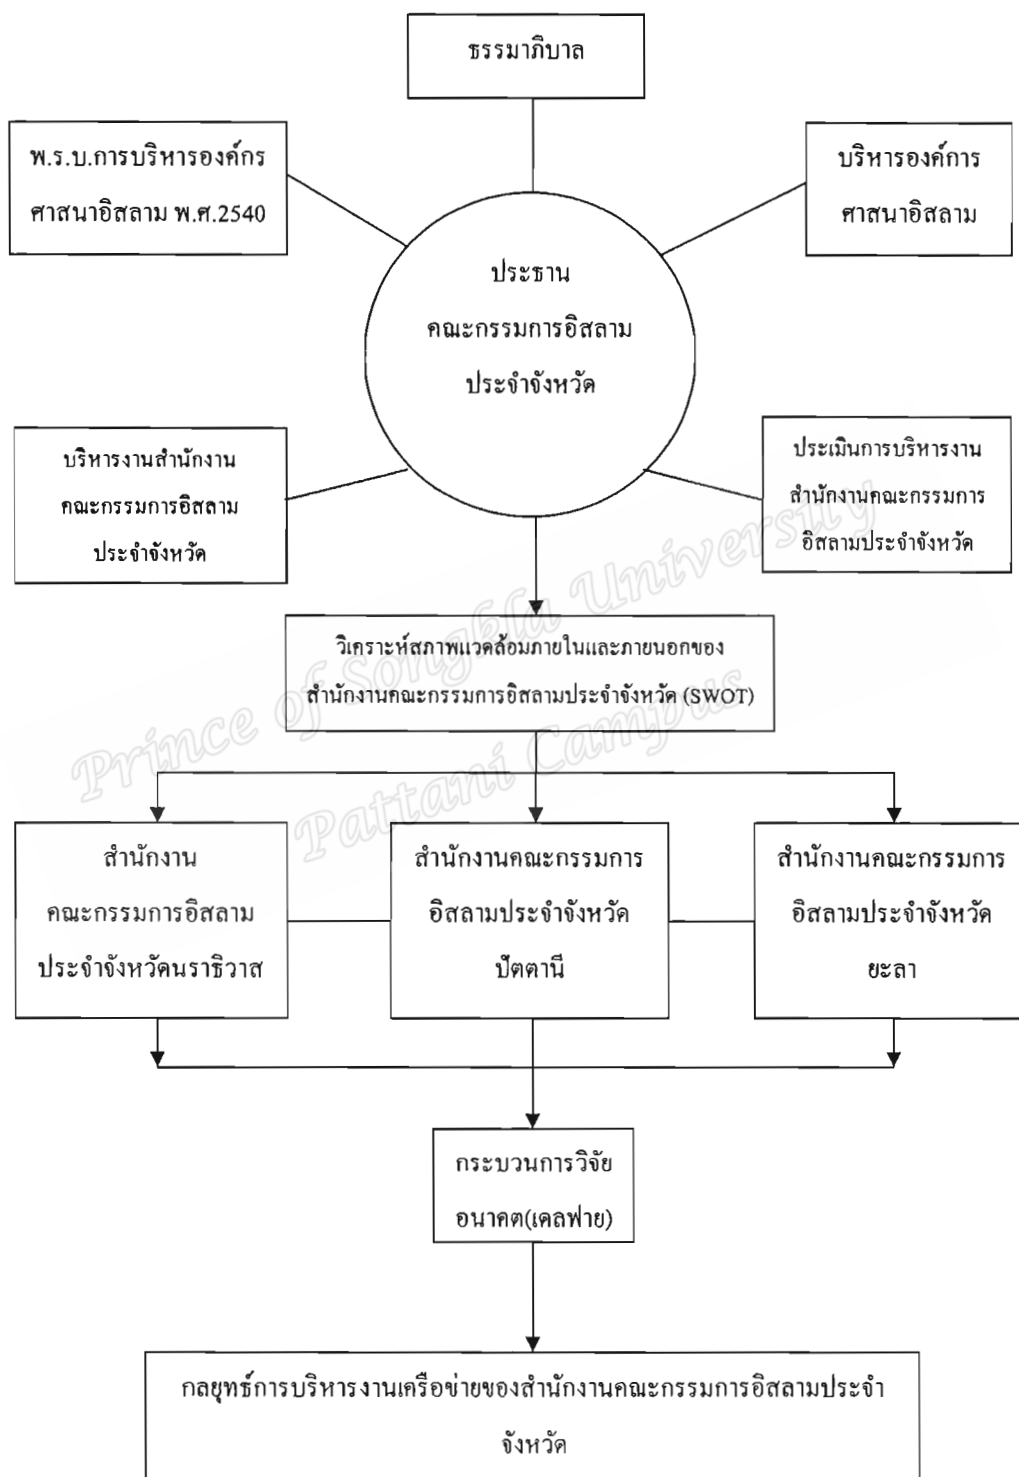 ธรรมาภิบาล
พ.ร.บ.การบริหารองค์กร
ศาสนาอิสลาม พ.ศ.2540
บริหารองค์การ
ศาสนาอิสลาม
ประธาน
คณะกรรมการอิสลาม
ประจำจังหวัด
บริหารงานสำนักงาน
คณะกรรมการอิสลาม
ประจำจังหวัด
ประเมินการบริหารงาน
สำนักงานคณะกรรมการ
อิสลามประจำจังหวัด
วิเคราะห์สภาพแวดล้อมภายในและภายนอกของ
สำนักงานคณะกรรมการอิสลามประจำจังหวัด (SWOT)
Prince of Songkla University
Pattani Campus
สำนักงาน
คณะกรรมการอิสลาม
ประจำจังหวัดนราธิวาส
สำนักงานคณะกรรมการ
อิสลามประจำจังหวัด
ปัตตานี
สำนักงานคณะกรรมการ
อิสลามประจำจังหวัด
ยะลา
กระบวนการวิจัย
อนาคต(เดลฟาย)
กลยุทธ์การบริหารงานเครือข่ายของสำนักงานคณะกรรมการอิสลามประจำ
จังหวัด